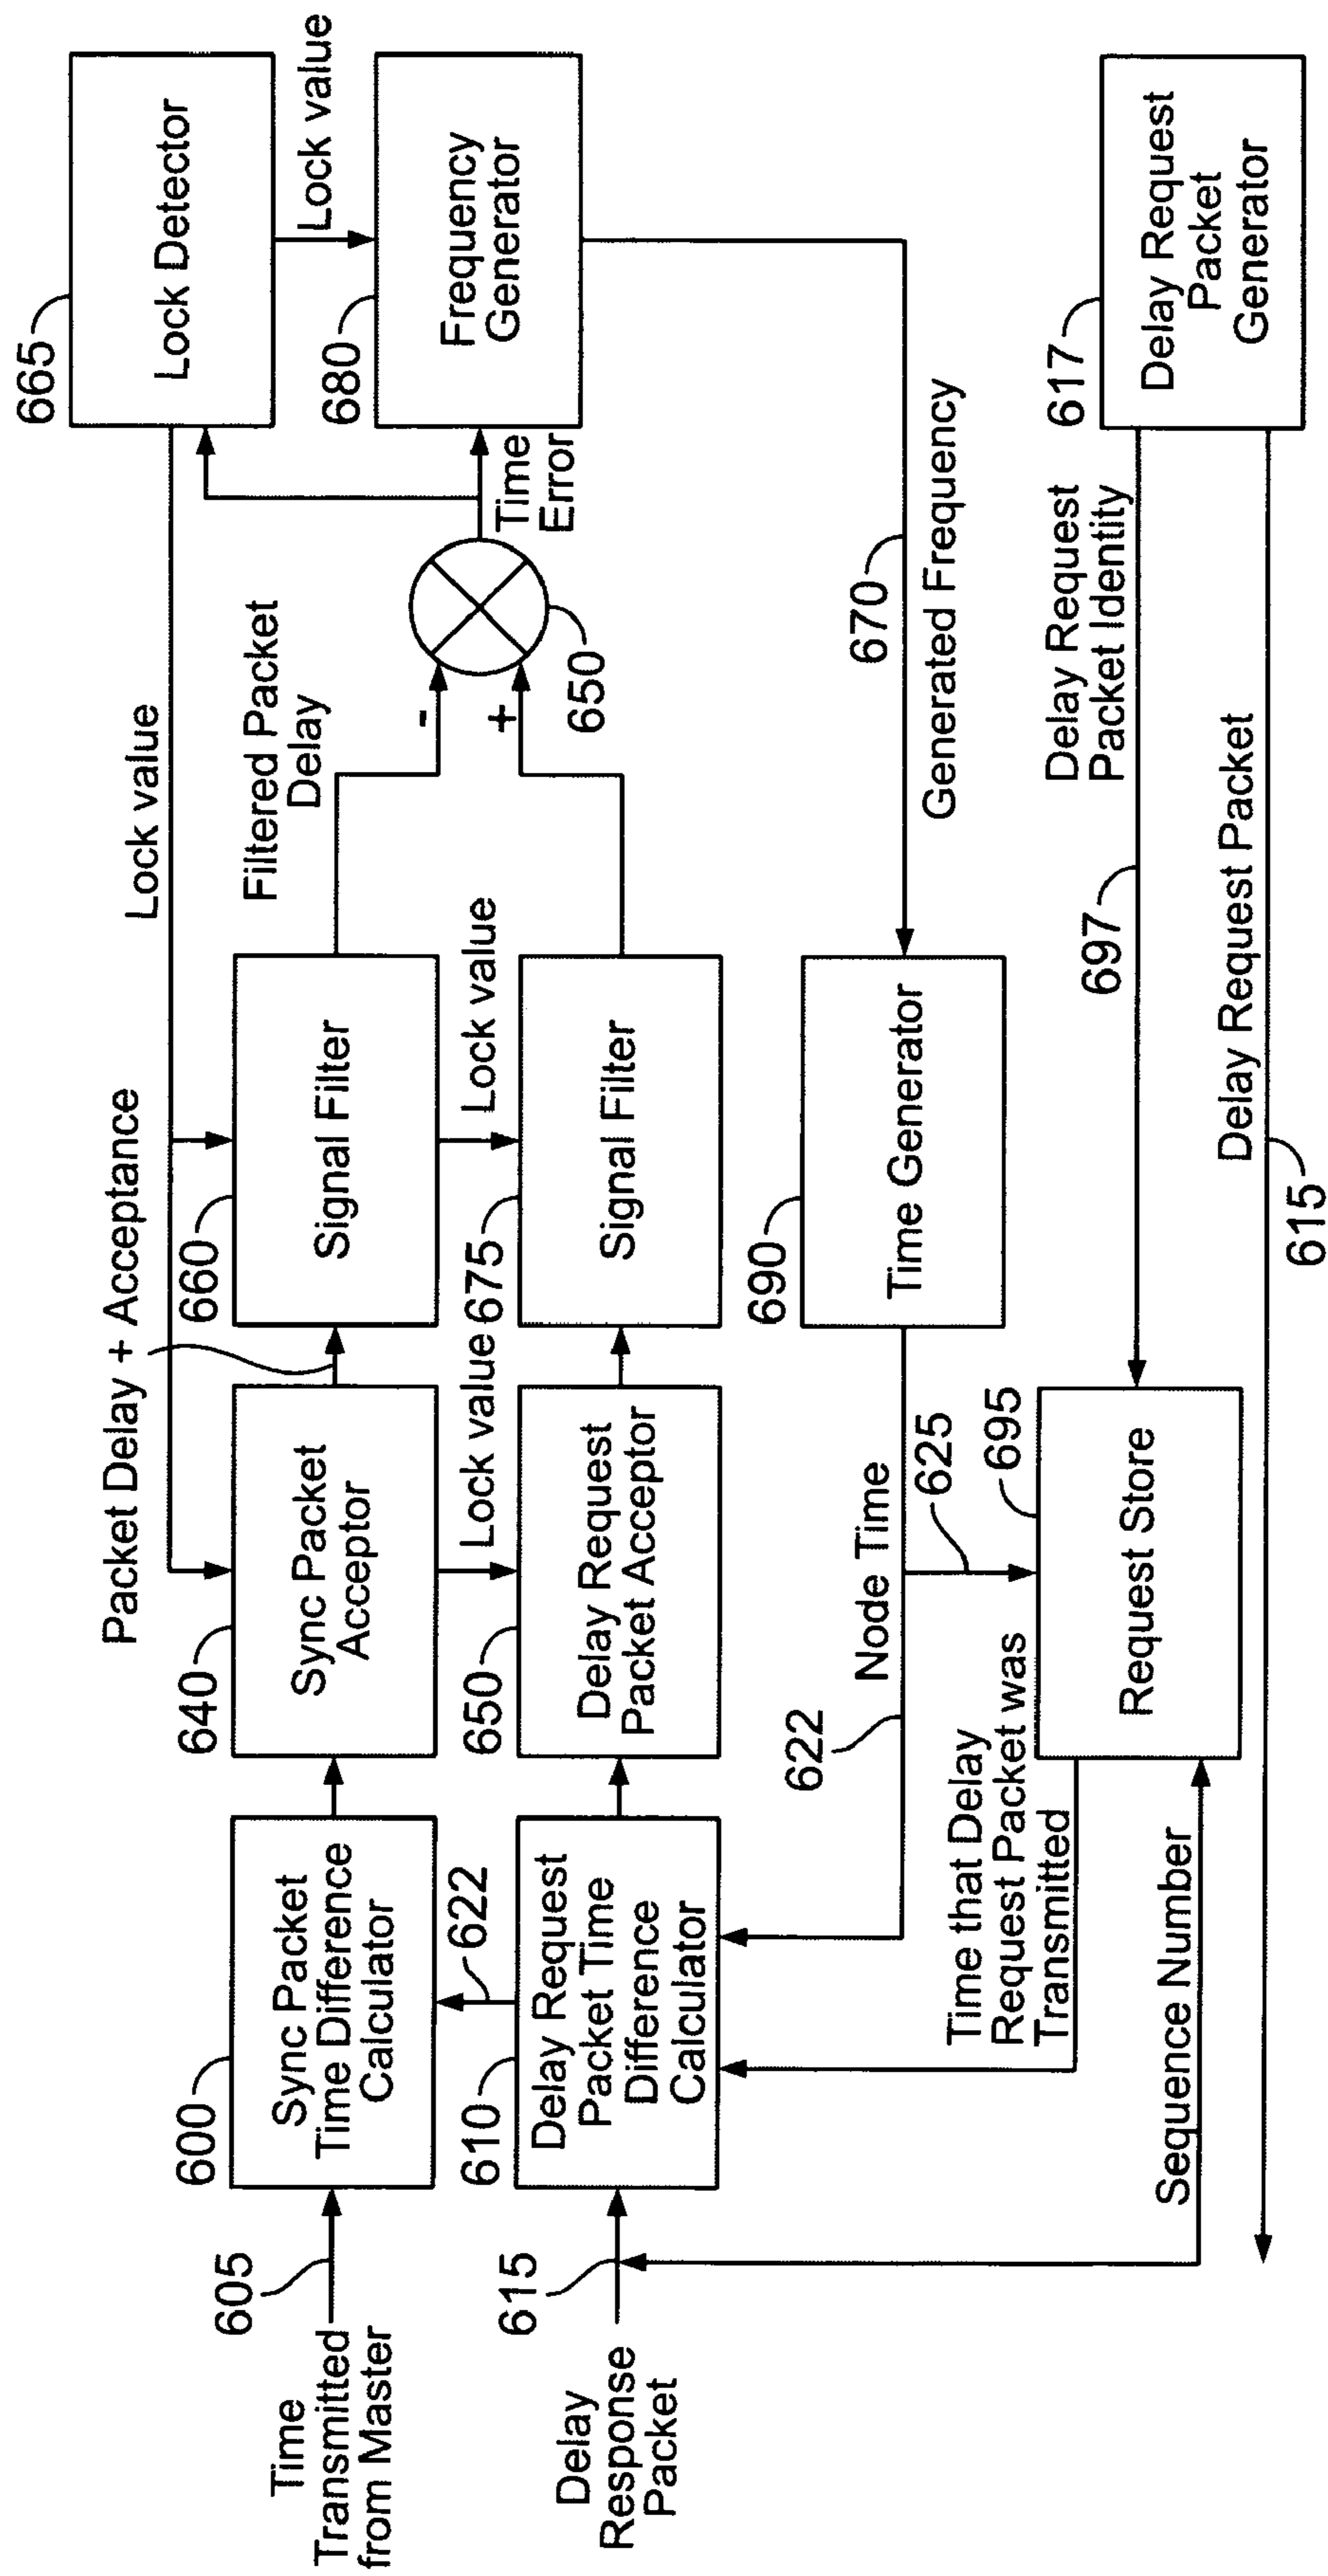 665
Lock Detector
Lock value
680
Frequency
Generator
Time
Error
Lock value
Packet Delay + Acceptance
Filtered Packet
Delay
-
+
650
660
Signal Filter
Lock value
675
Signal Filter
640
Sync Packet
Acceptor
Lock value
650
Delay Request
Packet Acceptor
600
Sync Packet
Time Difference
Calculator
622
610
Delay Request
Packet Time
Difference
Calculator
605
Time
Transmitted
from Master
615
Delay
Response
Packet
670
Generated Frequency
690
Time Generator
Node Time
622
625
695
Request Store
Time that Delay
Request Packet was
Transmitted
Sequence Number
617
Delay Request
Packet
Generator
Delay Request
Packet Identity
697
Delay Request Packet
615